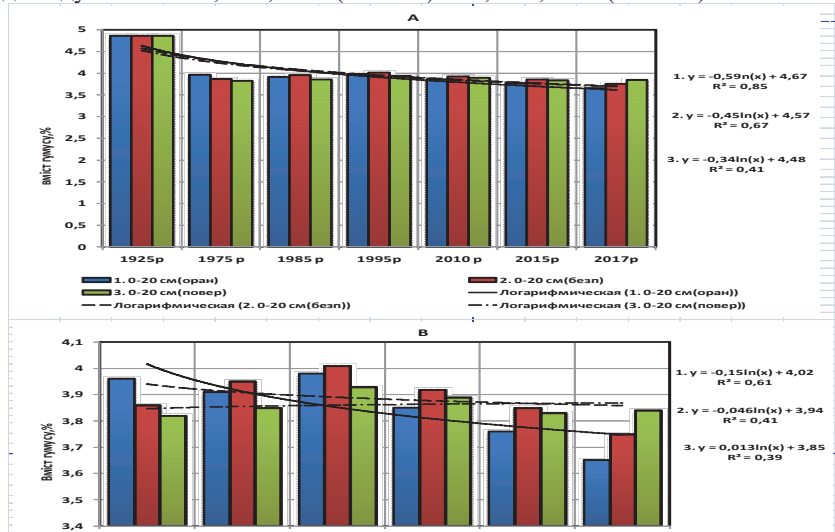 А
5
4,5
4
3,5
3
2,5
2
1,5
1
0,5
0
вміст гумусу,%
1925р 1975 р 1985 р 1995р 2010 р 2015р 2017р
1. y = -0,59ln(x) + 4,67
R² = 0,85
2. y = -0,45ln(x) + 4,57
R² = 0,67
3. y = -0,34ln(x) + 4,48
R² = 0,41
1. 0-20 см(оран) 2. 0-20 см(безп)
3. 0-20 см(повер) Логарифмическая (1. 0-20 см(оран))
Логарифмическая (2. 0-20 см(безп)) Логарифмическая (3. 0-20 см(повер))
В
4,1
4
3,9
3,8
3,7
3,6
3,5
3,4
Вміст гумусу,%
1. y = -0,15ln(x) + 4,02
R² = 0,61
2. y = -0,046ln(x) + 3,94
R² = 0,41
3. y = 0,013ln(x) + 3,85
R² = 0,39